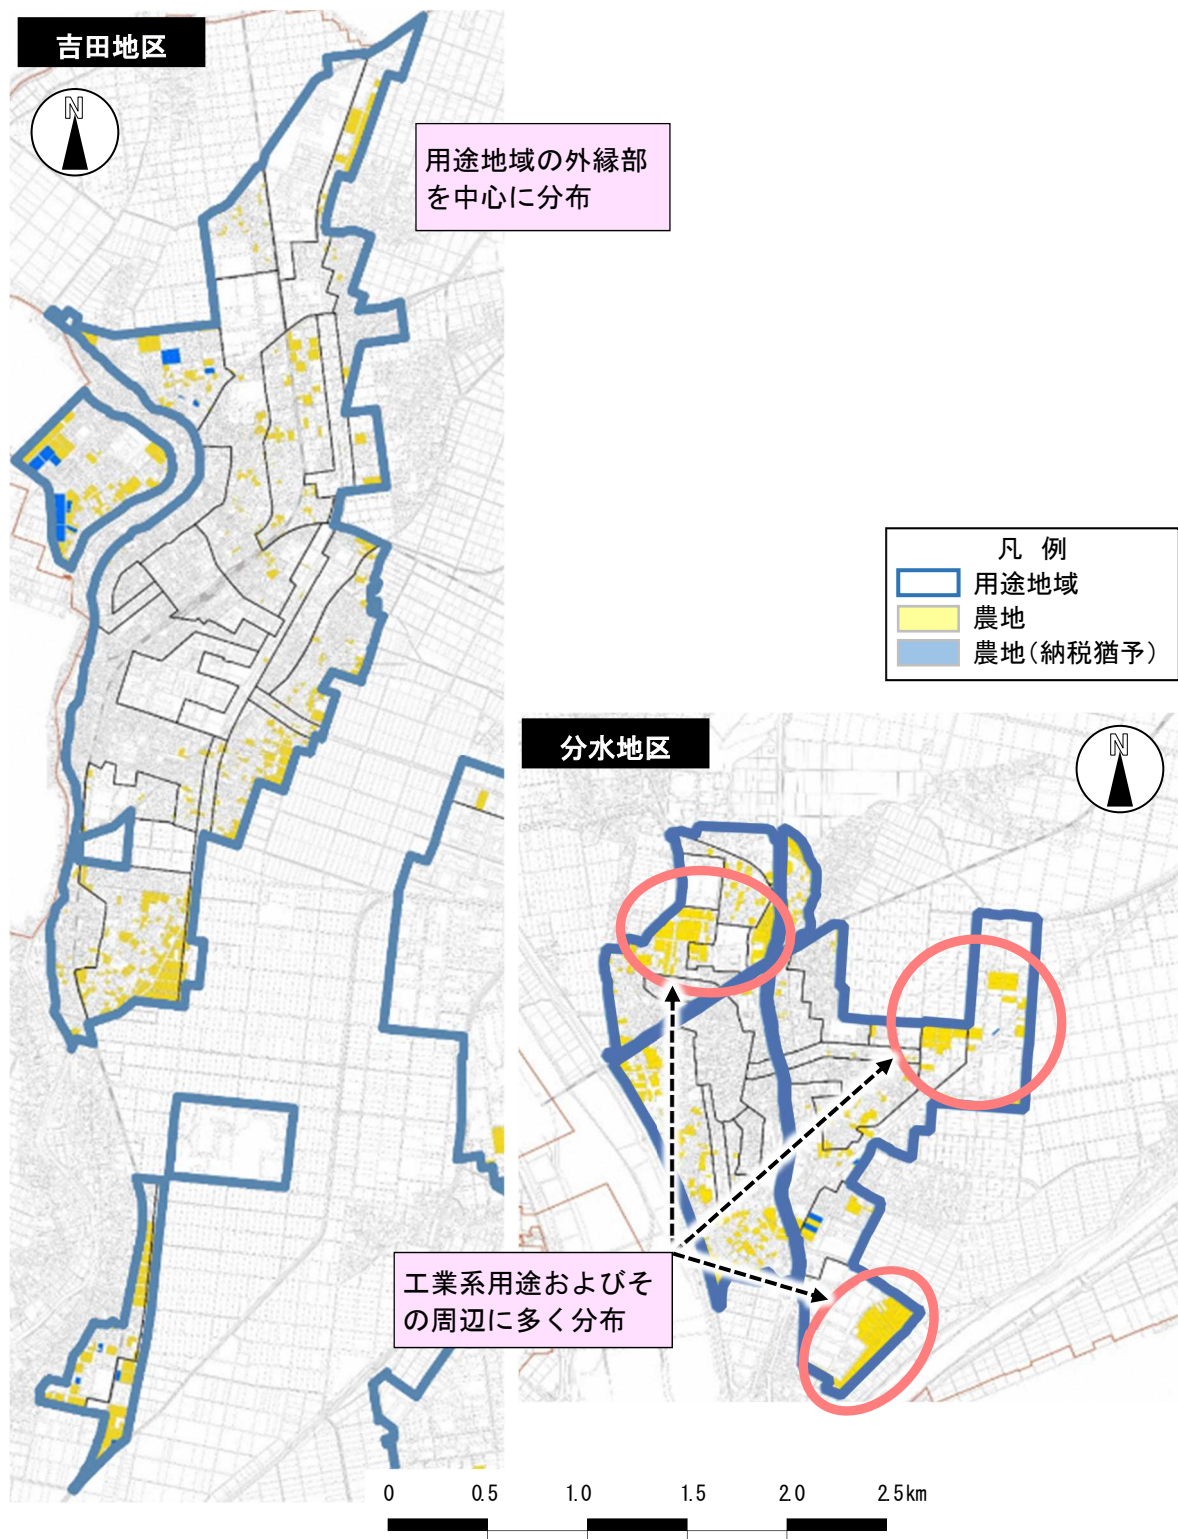 吉田地区
N
用途地域の外縁部
を中心に分布
凡 例
用途地域
農地
農地(納税猶予)
分水地区
N
工業系用途およびそ
の周辺に多く分布
0 0.5 1.0 1.5 2.0 2.5km